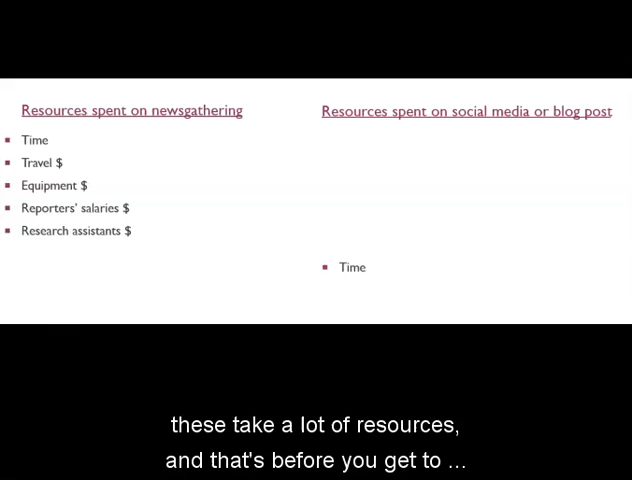 Resources spent on newsgathering
Time
Travel $
Equipment $
Reporters' salaries $
Research assistants $
Resources spent on social media or blog post
Time
these take a lot of resources,
and that's before you get to ...